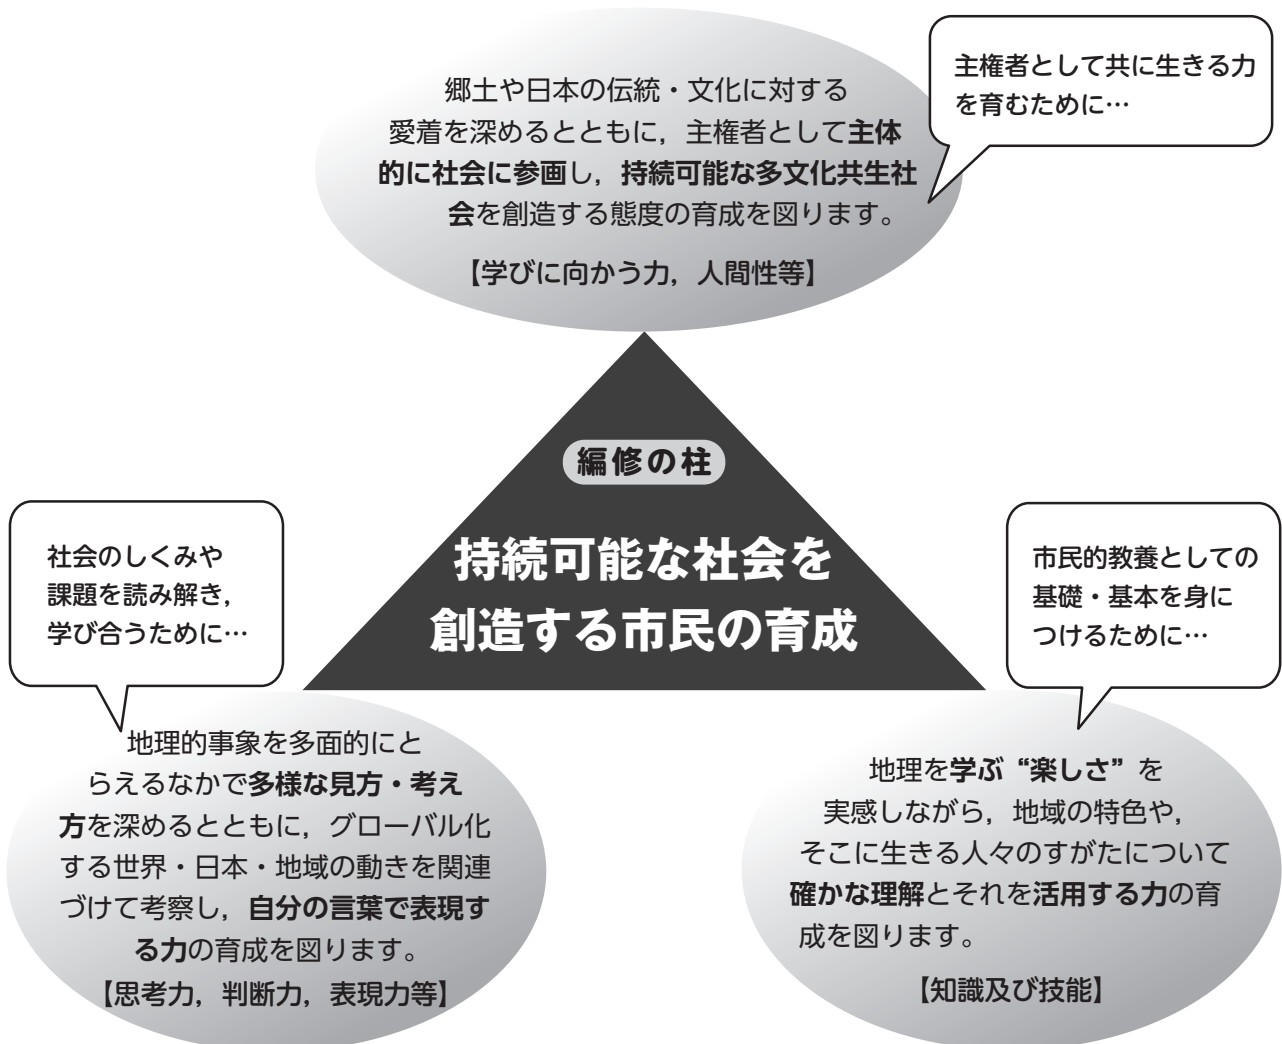 主権者として共に生きる力
を育むために…
郷土や日本の伝統・文化に対する
愛着を深めるとともに，主権者として主体
的に社会に参画し，持続可能な多文化共生社
会を創造する態度の育成を図ります。
【学びに向かう力，人間性等】
編修の柱
持続可能な社会を
創造する市民の育成
社会のしくみや
課題を読み解き，
学び合うために…
地理的事象を多面的にと
らえるなかで多様な見方・考え
方を深めるとともに，グローバル化
する世界・日本・地域の動きを関連
づけて考察し，自分の言葉で表現す
る力の育成を図ります。
【思考力，判断力，表現力等】
市民的教養としての
基礎・基本を身に
つけるために…
地理を学ぶ“楽しさ”を
実感しながら，地域の特色や，
そこに生きる人々のすがたについて
確かな理解とそれを活用する力の育
成を図ります。
【知識及び技能】